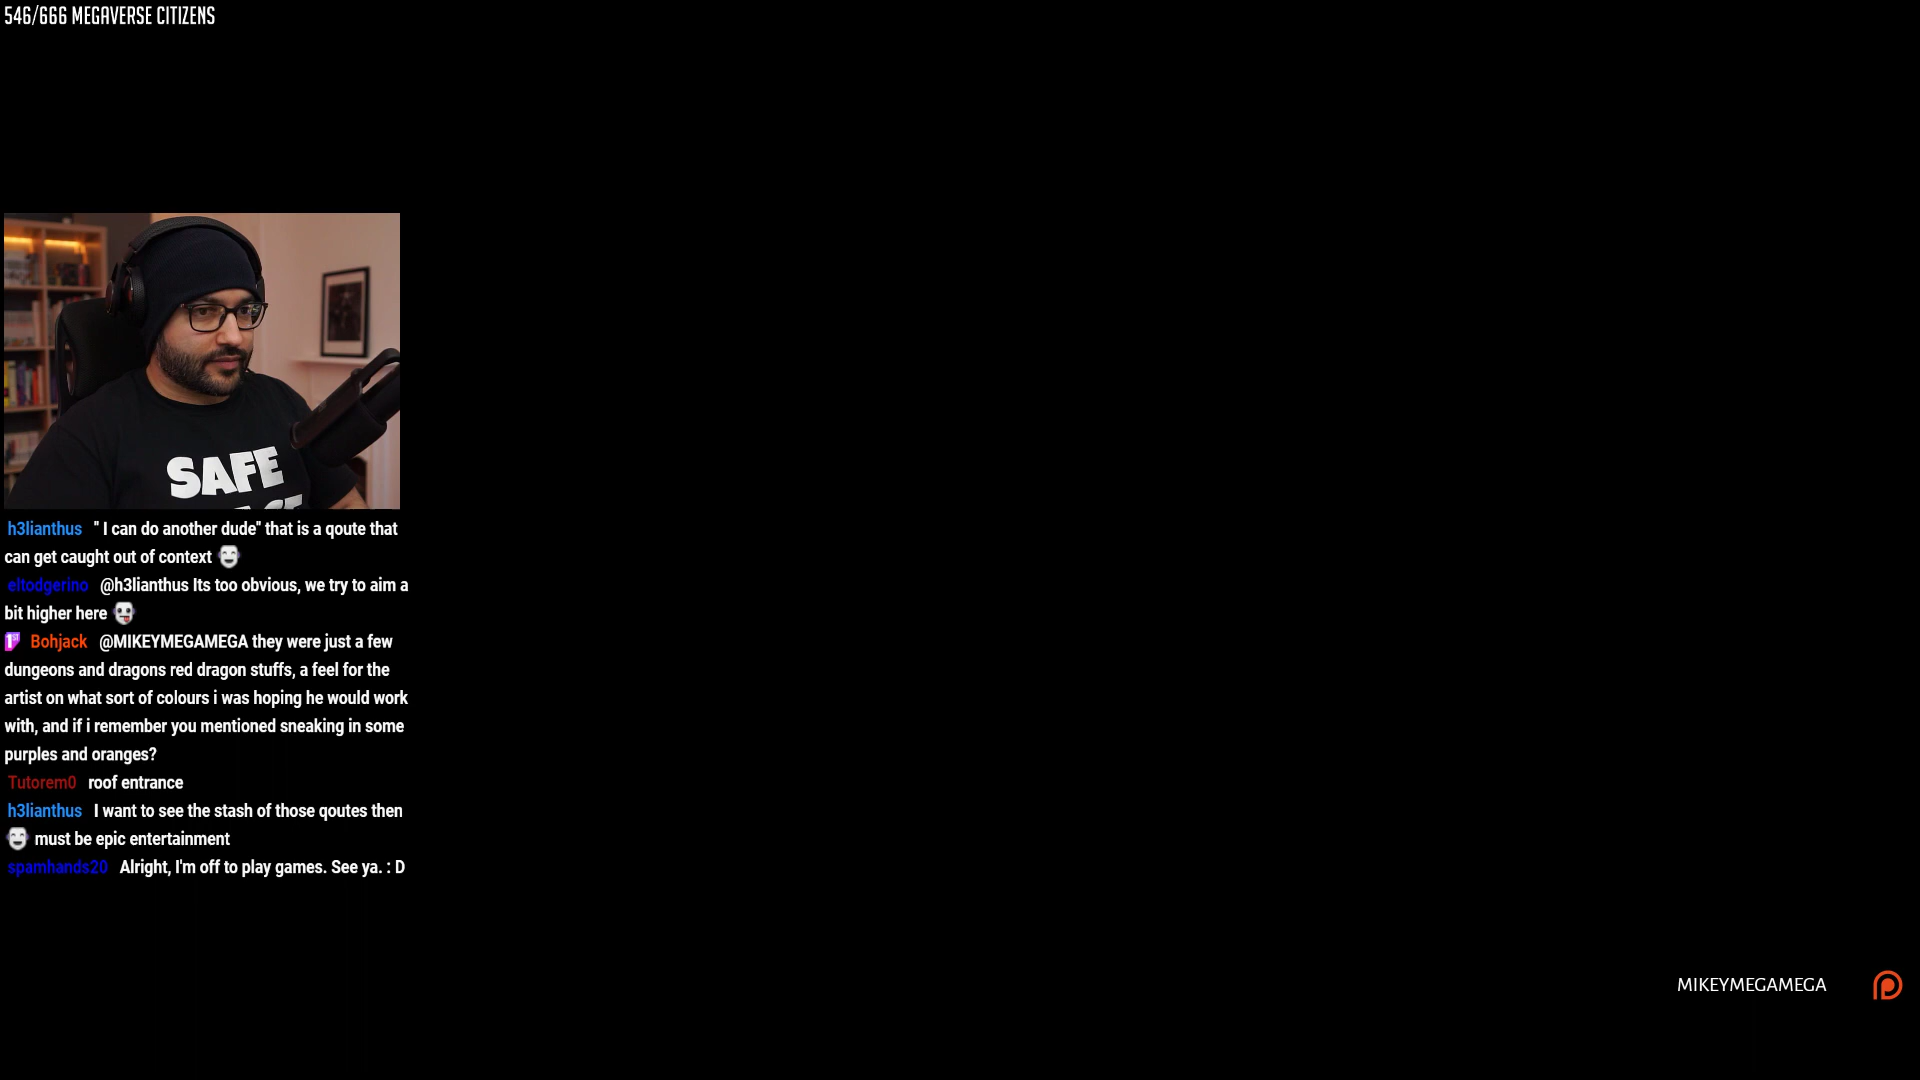 546/666 MEGAVERSE CITIZENS
SAFE
h3lianthus " I can do another dude" that is a qoute that
can get caught out of context
eltodgerino @h3lianthus Its too obvious, we try to aim a
bit higher here
1ST Bohjack @MIKEYMEGAMEGA they were just a few
dungeons and dragons red dragon stuffs, a feel for the
artist on what sort of colours i was hoping he would work
with, and if i remember you mentioned sneaking in some
purples and oranges?
Tutorem0 roof entrance
h3lianthus I want to see the stash of those qoutes then
must be epic entertainment
spamhands20 Alright, I'm off to play games. See ya. : D
MIKEYMEGAMEGA